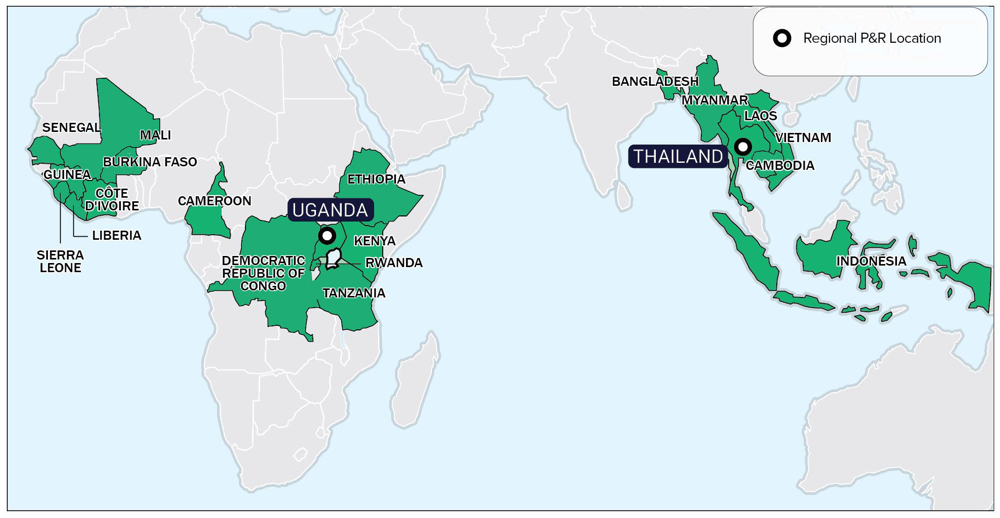 Regional P&R Location
SENEGAL
MALI
BURKINA FASO
GUINEA
CÔTE
D'IVOIRE
LIBERIA
SIERRA
LEONE
CAMEROON
ETHIOPIA
UGANDA
KENYA
DEMOCRATIC
REPUBLIC OF
CONGO
RWANDA
TANZANIA
BANGLADESH
MYANMAR
LAOS
VIETNAM
THAILAND
CAMBODIA
INDONESIA